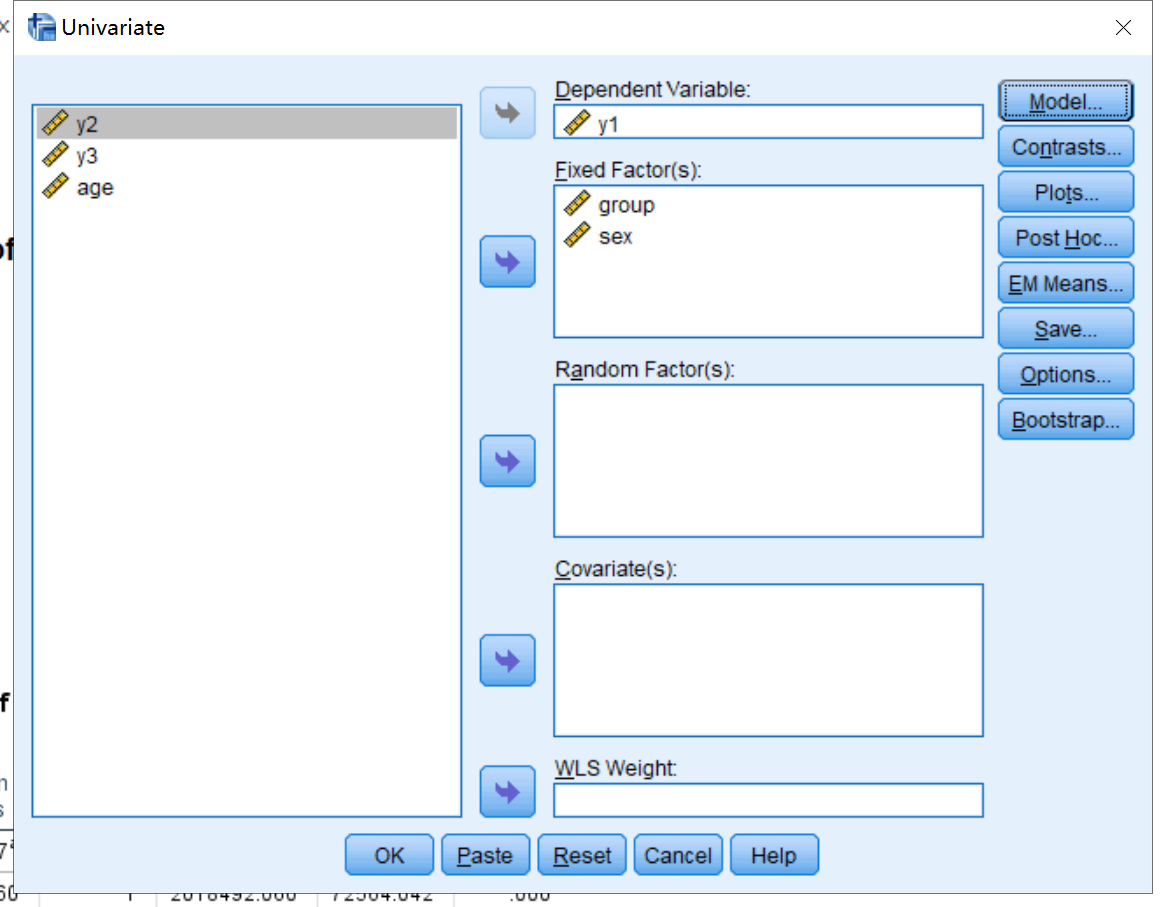 Univariate
y2
y3
age
Dependent Variable:
y1
Fixed Factor(s):
group
sex
Random Factor(s):
Covariate(s):
WLS Weight:
Model...
Contrasts...
Plots...
Post Hoc...
EM Means...
Save...
Options...
Bootstrap...
OK
Paste
Reset
Cancel
Help